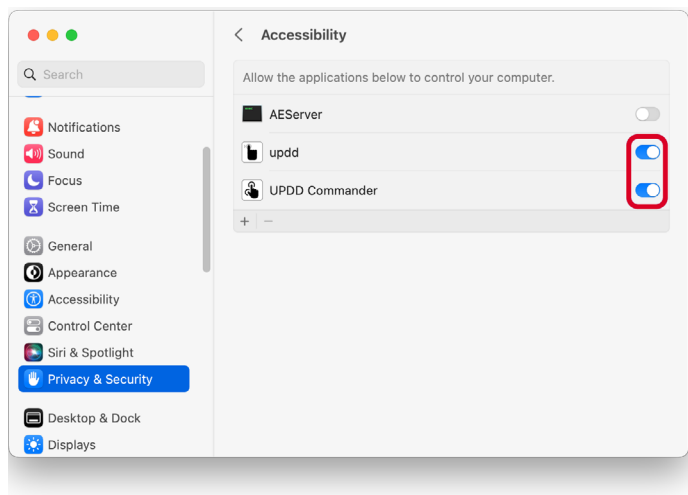 Accessibility
Search
Allow the applications below to control your computer.
AEServer
updd
UPDD Commander
+ −
Notifications
Sound
Focus
Screen Time
General
Appearance
Accessibility
Control Center
Siri & Spotlight
Privacy & Security
Desktop & Dock
Displays